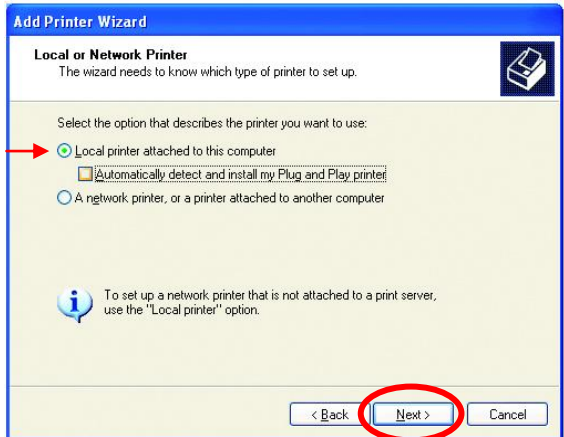 Add Printer Wizard
Local or Network Printer
The wizard needs to know which type of printer to set up.
Select the option that describes the printer you want to use:
Local printer attached to this computer
Automatically detect and install my Plug and Play printer
A network printer, or a printer attached to another computer
To set up a network printer that is not attached to a print server,
use the "Local printer" option.
< Back Next > Cancel